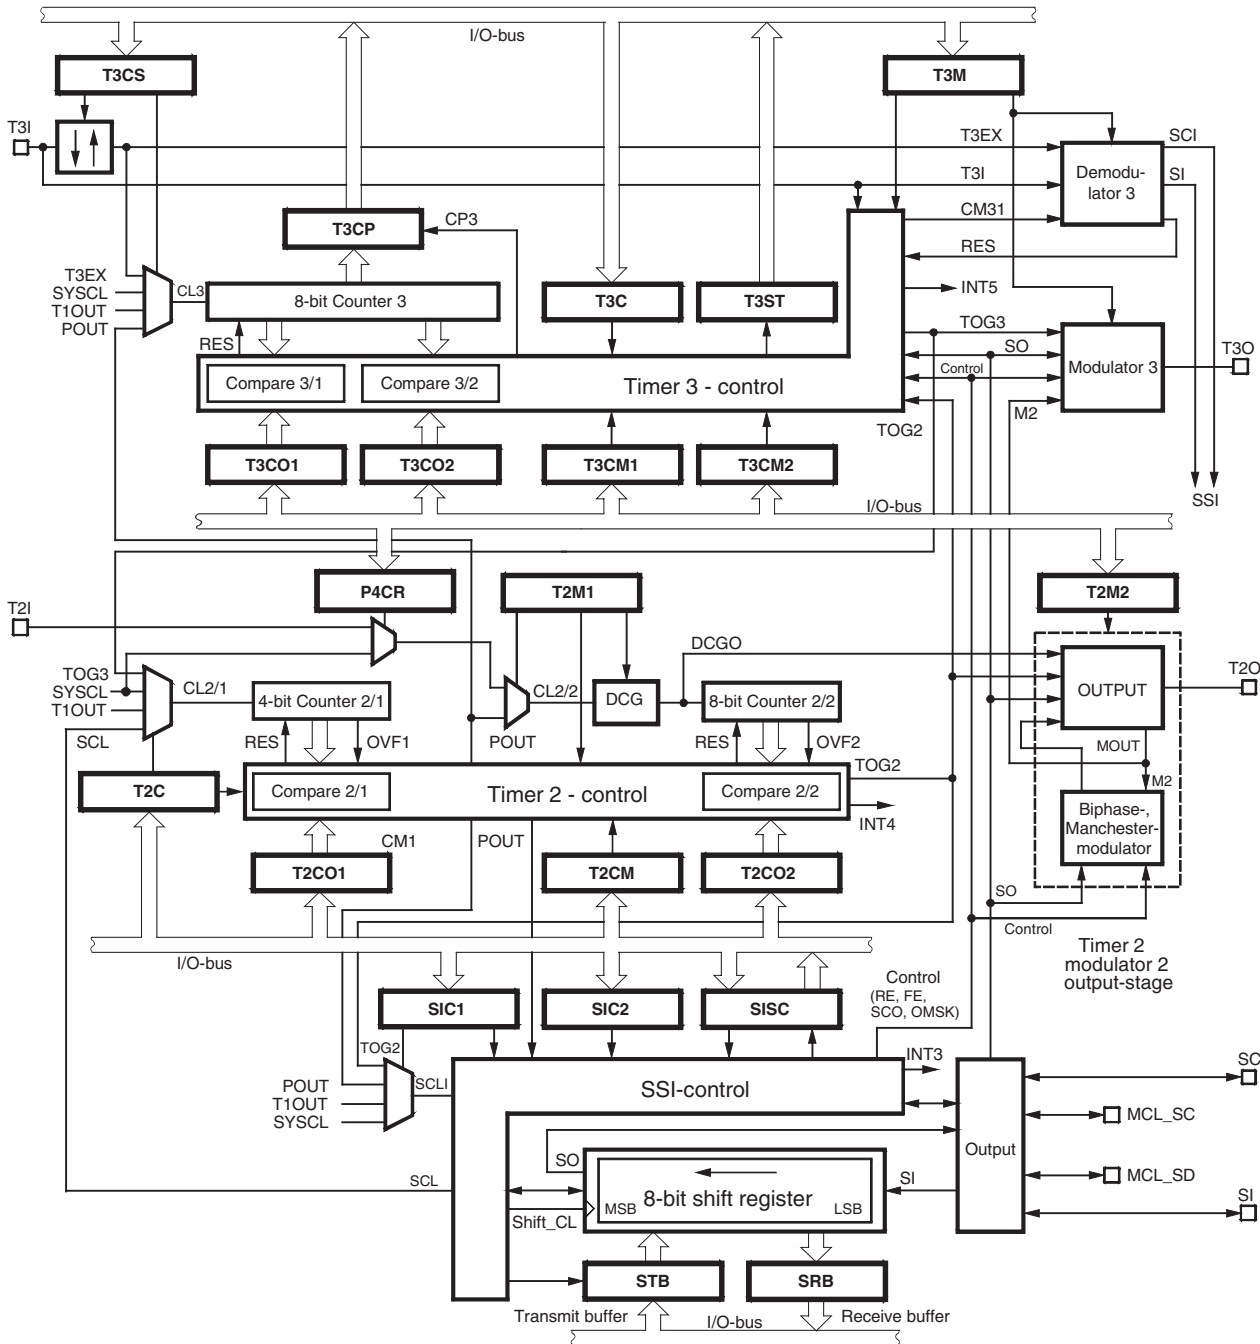 I/O-bus
T3CS
T3M
T3I
T3EX
SCI
T3I
SI
Demodu-
lator 3
CM31
T3CP
CP3
RES
T3EX
SYSCL
T1OUT
POUT
CL3
8-bit Counter 3
T3C
T3ST
INT5
RES
TOG3
SO
Control
Modulator 3
T3O
Compare 3/1
Compare 3/2
Timer 3 - control
M2
TOG2
T3CO1
T3CO2
T3CM1
T3CM2
SSI
I/O-bus
P4CR
T2M1
T2M2
T2I
DCGO
TOG3
SYSCL
T1OUT
SCL
CL2/1
4-bit Counter 2/1
CL2/2
DCG
8-bit Counter 2/2
OUTPUT
T2O
RES
OVF1
POUT
RES
OVF2
MOUT
TOG2
T2C
Compare 2/1
Timer 2 - control
Compare 2/2
M2
INT4
Biphase-,
Manchester-
modulator
CM1
POUT
T2CO1
T2CM
T2CO2
SO
Control
I/O-bus
Timer 2
modulator 2
output-stage
Control
(RE, FE,
SCO, OMSK)
SIC1
SIC2
SISC
TOG2
INT3
POUT
T1OUT
SYSCL
SCLI
SSI-control
SC
MCL_SC
Output
SO
SI
MCL_SD
SCL
8-bit shift register
MSB
LSB
Shift_CL
SI
STB
SRB
Transmit buffer
I/O-bus
Receive buffer